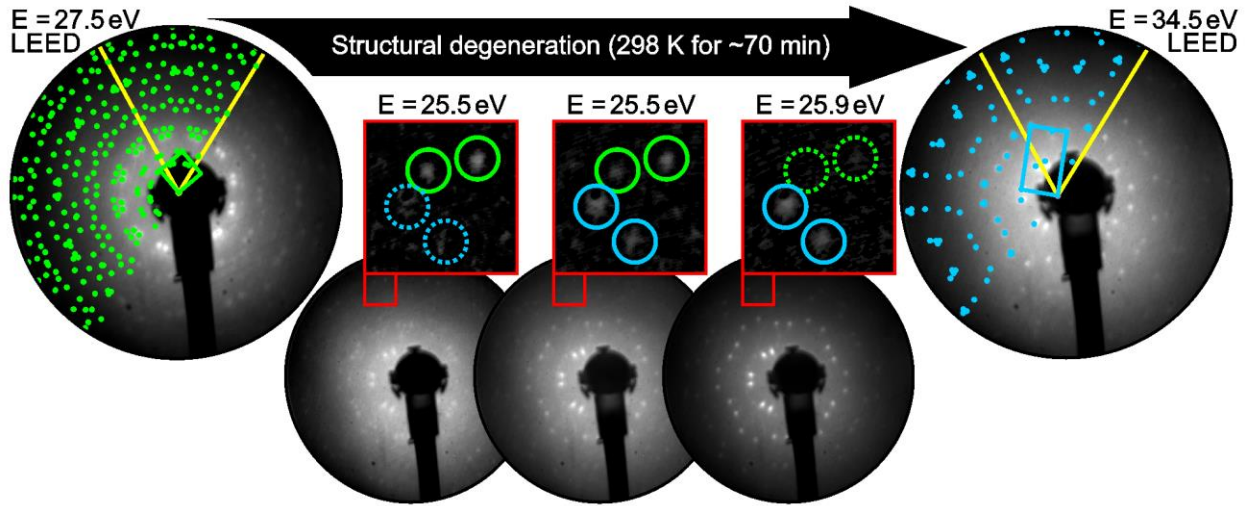 E = 27.5 eV
LEED
Structural degeneration (298 K for ~70 min)
E = 34.5 eV
LEED
E = 25.5 eV
E = 25.5 eV
E = 25.9 eV